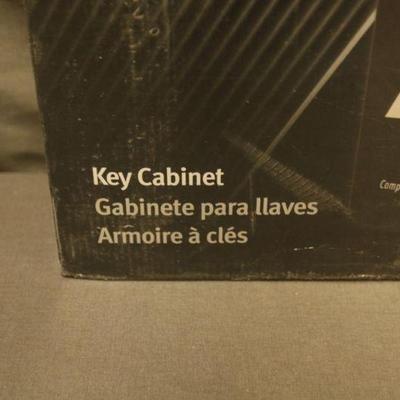 Key Cabinet
Gabinete para llaves
Armoire à clés